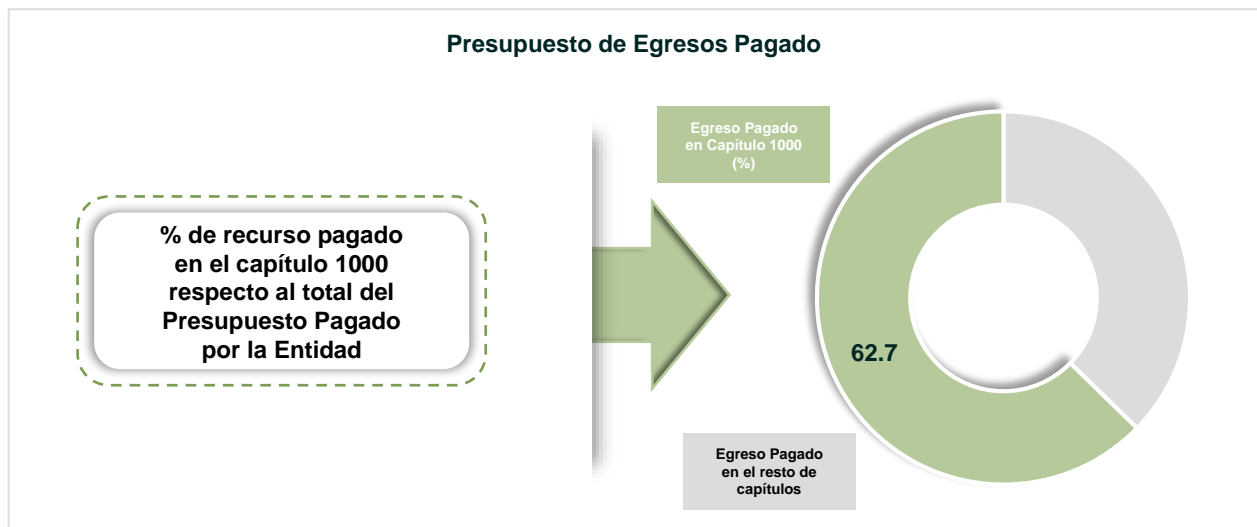 Presupuesto de Egresos Pagado
Egreso Pagado
en Capítulo 1000
(%)
% de recurso pagado
en el capítulo 1000
respecto al total del
Presupuesto Pagado
por la Entidad
62.7
Egreso Pagado
en el resto de
capítulos